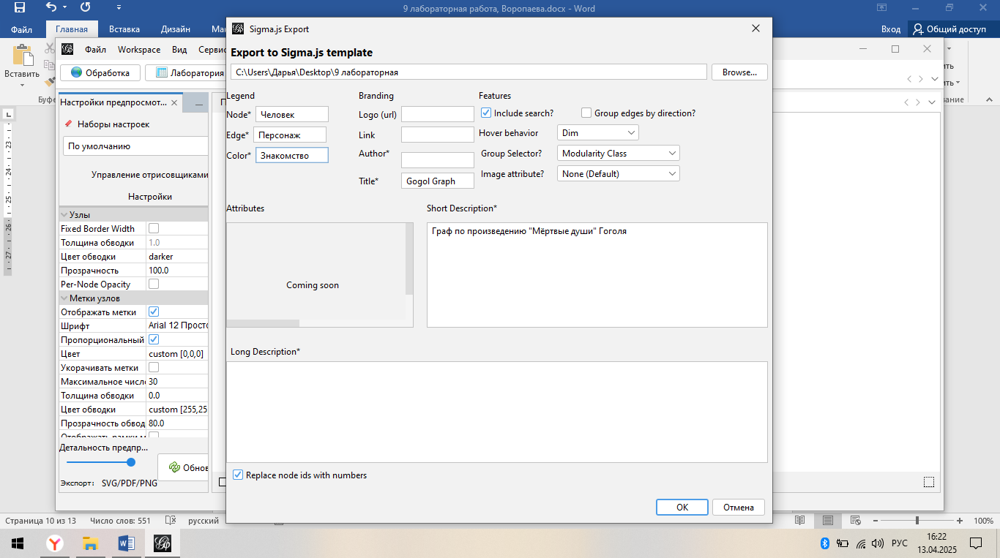 9 лабораторная работа, Воропаева.docx - Word
Файл Главная Вставка Дизайн Вход Общий доступ
Вставить
Sigma.js Export
Файл Workspace Вид Сервис
Обработка Лаборатория
Настройки предпросмот...
Наборы настроек
По умолчанию
Управление отрисовщиками
Настройки
Узлы
Fixed Border Width
Толщина обводки 1.0
Цвет обводки darker
Прозрачность 100.0
Per-Node Opacity
Метки узлов
Отображать метки
Шрифт Arial 12 Просто
Пропорциональный
Цвет custom [0,0,0]
Укорачивать метки
Максимальное число 30
Толщина обводки 0.0
Цвет обводки custom [255,25
Прозрачность обвод 80.0
Детальность предпр...
Обнов
Экспорт: SVG/PDF/PNG
Export to Sigma.js template
C:\Users\Дарья\Desktop\9 лабораторная Browse...
Legend Branding Features
Node* Человек Logo (url) Include search? Group edges by direction?
Edge* Персонаж Link Hover behavior Dim
Color* Знакомство Author* Group Selector? Modularity Class
Image attribute? None (Default)
Title* Gogol Graph
Attributes Short Description*
Граф по произведению "Мёртвые души" Гоголя
Coming soon
Long Description*
Replace node ids with numbers
OK Отмена
Страница 10 из 13 Число слов: 551 русский 100%
РУС 16:22
13.04.2025